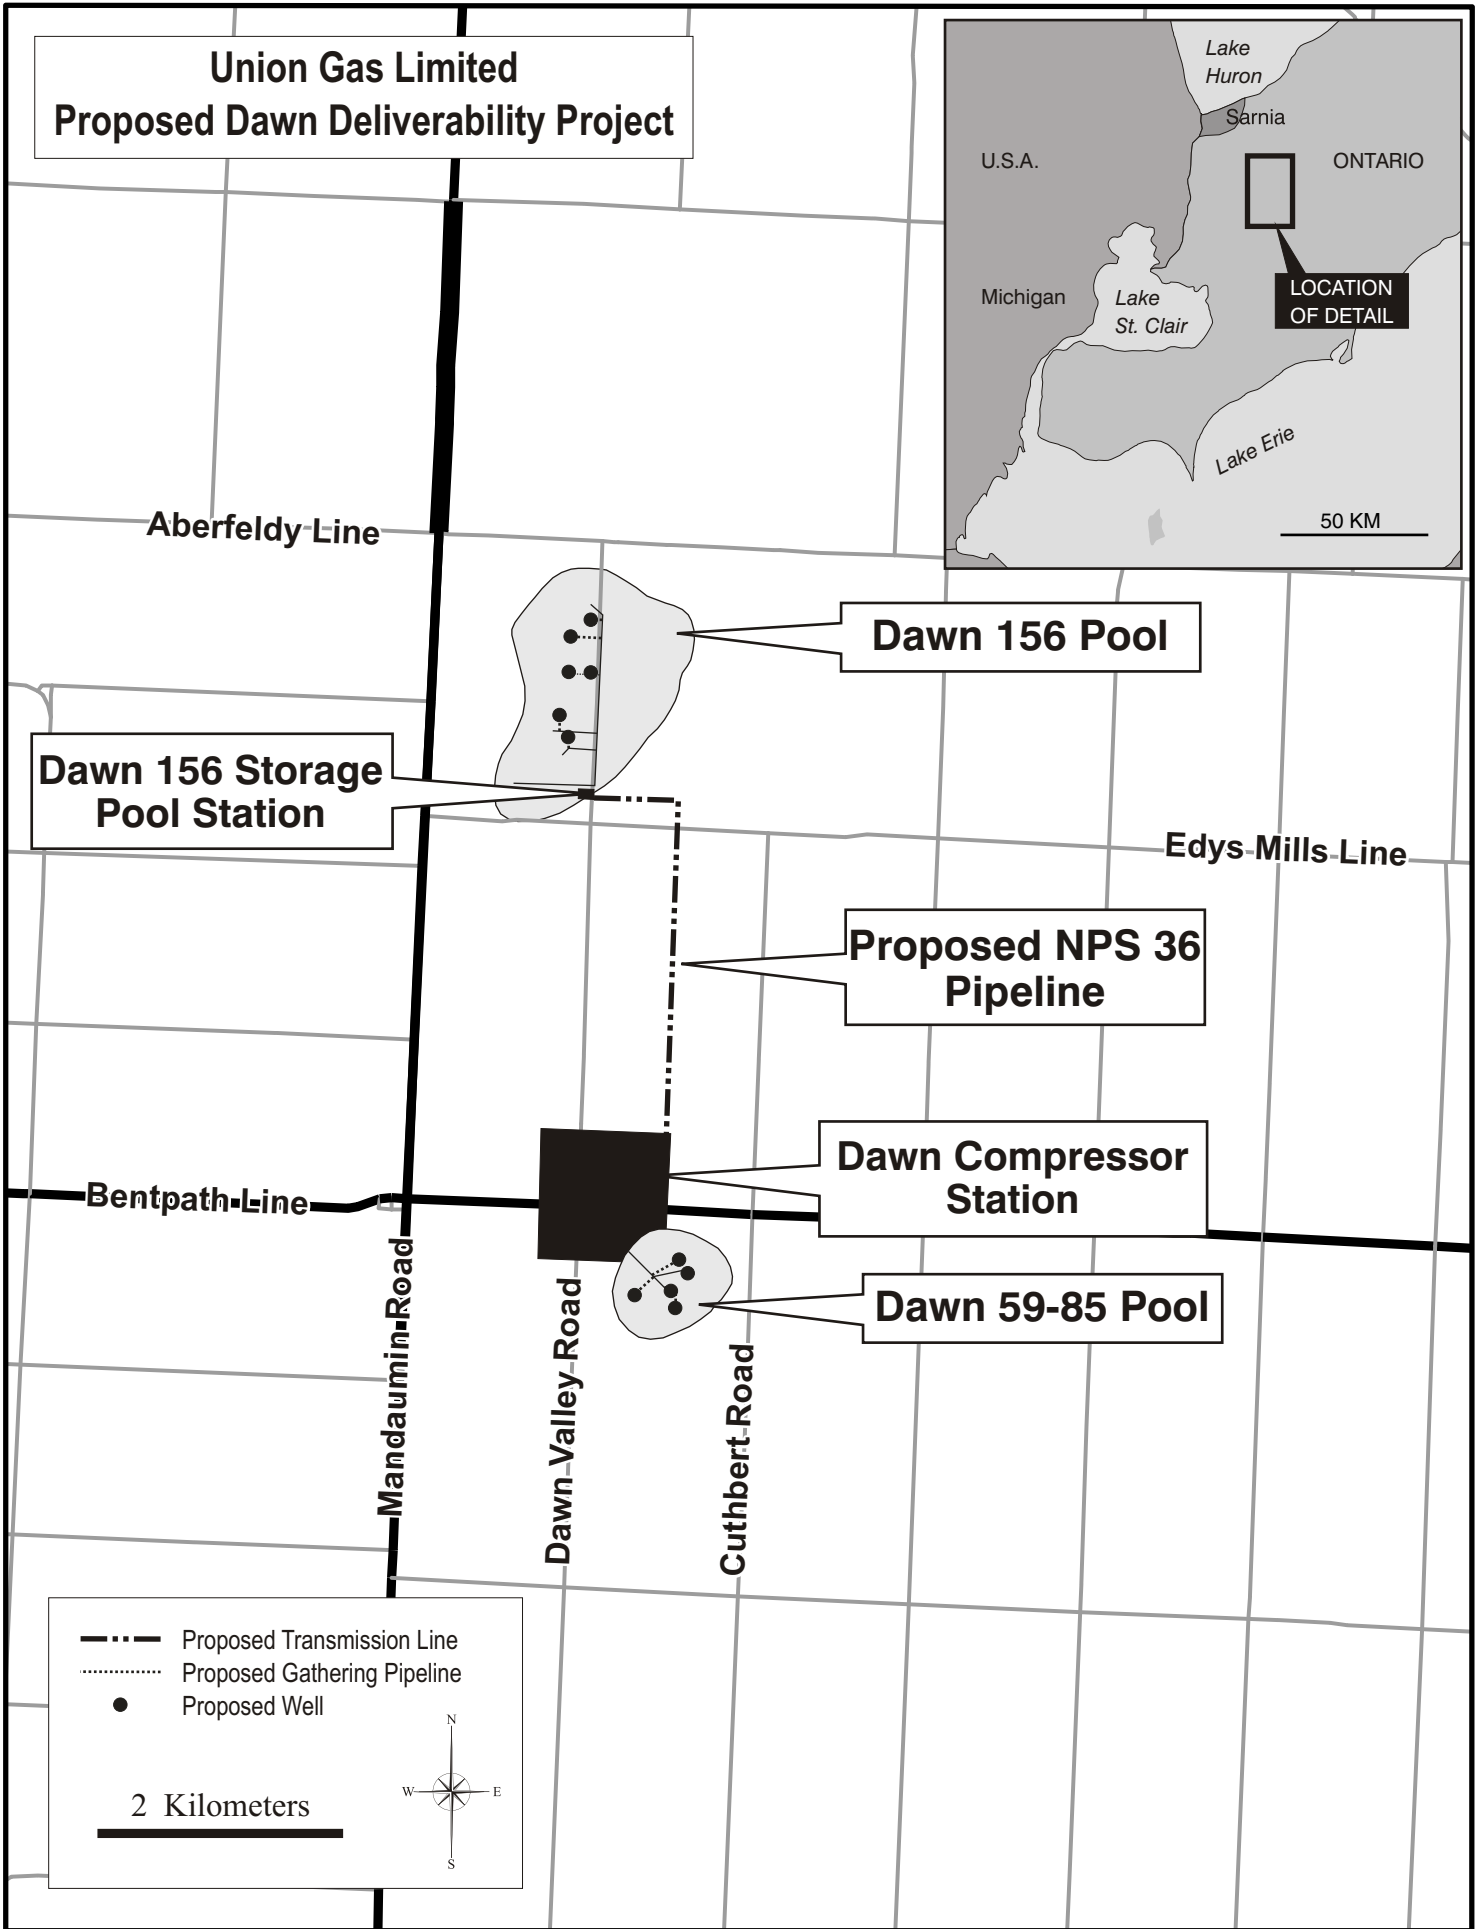 Union Gas Limited
Proposed Dawn Deliverability Project
Lake
Huron
Sarnia
U.S.A.
ONTARIO
Michigan
Lake
St. Clair
LOCATION
OF DETAIL
Lake Erie
50 KM
Aberfeldy Line
Dawn 156 Pool
Dawn 156 Storage
Pool Station
Edys Mills Line
Proposed NPS 36
Pipeline
Dawn Compressor
Station
Bentpath Line
Dawn 59-85 Pool
Mandaumin Road
Dawn Valley Road
Cuthbert Road
Proposed Transmission Line
Proposed Gathering Pipeline
Proposed Well
N
W
E
S
2 Kilometers